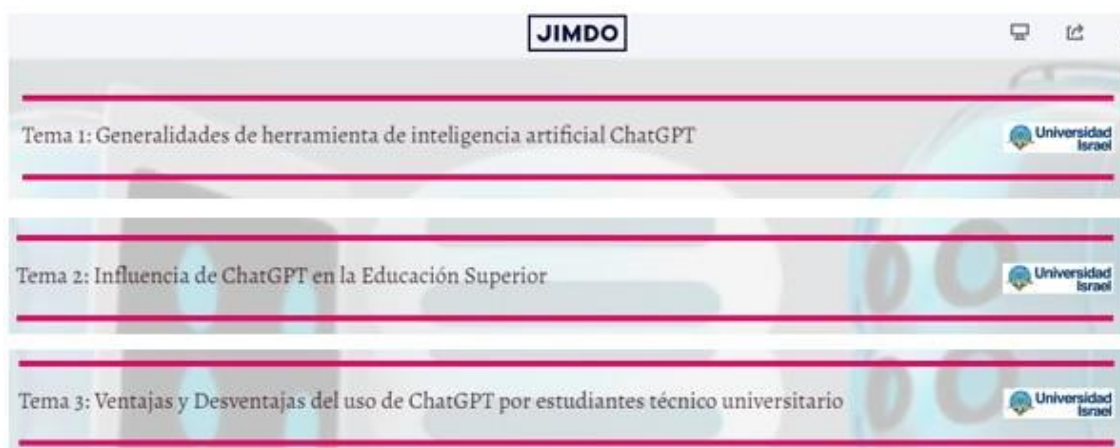 JIMDO
Tema 1: Generalidades de herramienta de inteligencia artificial ChatGPT
Universidad
Israel
Tema 2: Influencia de ChatGPT en la Educación Superior
Universidad
Israel
Tema 3: Ventajas y Desventajas del uso de ChatGPT por estudiantes técnico universitario
Universidad
Israel